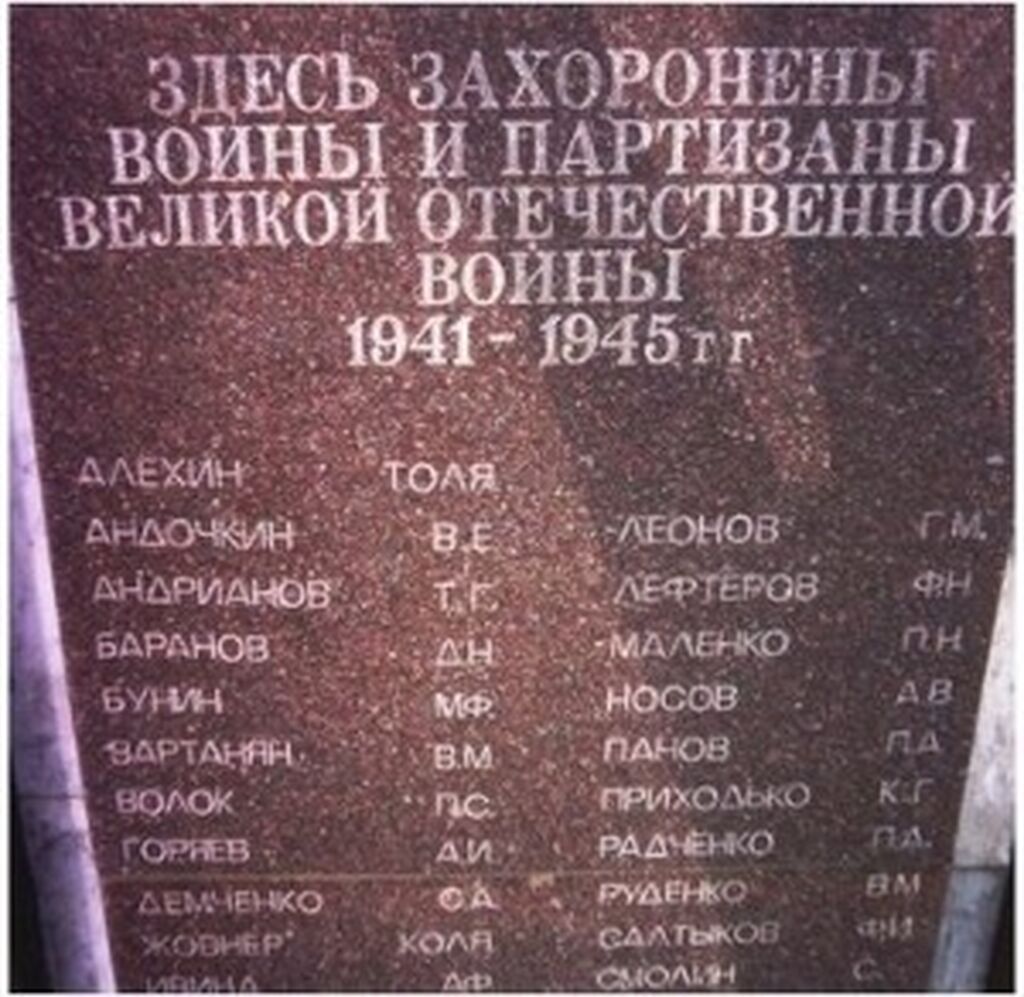 ЗДЕСЬ ЗАХОРОНЕНЫ
ВОИНЫ И ПАРТИЗАНЫ
ВЕЛИКОЙ ОТЕЧЕСТВЕННОЙ
ВОЙНЫ
1941 - 1945 г г
АЛЕХИН ТОЛЯ
АНДОЧКИН В.Е
АНДРИАНОВ Т.Г.
БАРАНОВ Д.Н
БУНИН М.Ф.
ВАРТАНЯН В.М.
ВОЛОК П.С.
ГОРЯЕВ А.И.
ДЕМЧЕНКО С.А.
ЖОВНЕР КОЛЯ
А.Ф.
ЛЕОНОВ Г.М.
ЛЕФТЕРОВ Ф.Н
МАЛЕНКО П.Н
НОСОВ А.В
ПАНОВ П.А
ПРИХОДЬКО К.Г
РАДЧЕНКО П.Д.
РУДЕНКО В.М
САЛТЫКОВ Ф.И
СМОЛИН С.